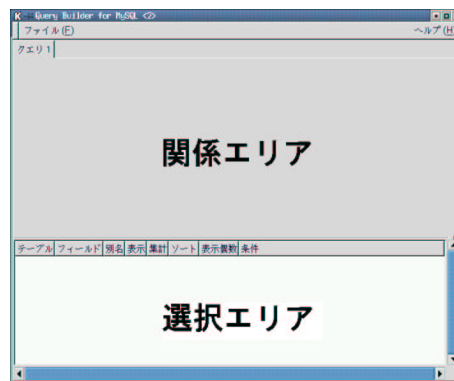 K Query Builder for MySQL <2>
ファイル(F) ヘルプ(H
クエリ1
関係エリア
テーブル フィールド 別名 表示 集計 ソート 表示個数 条件
選択エリア